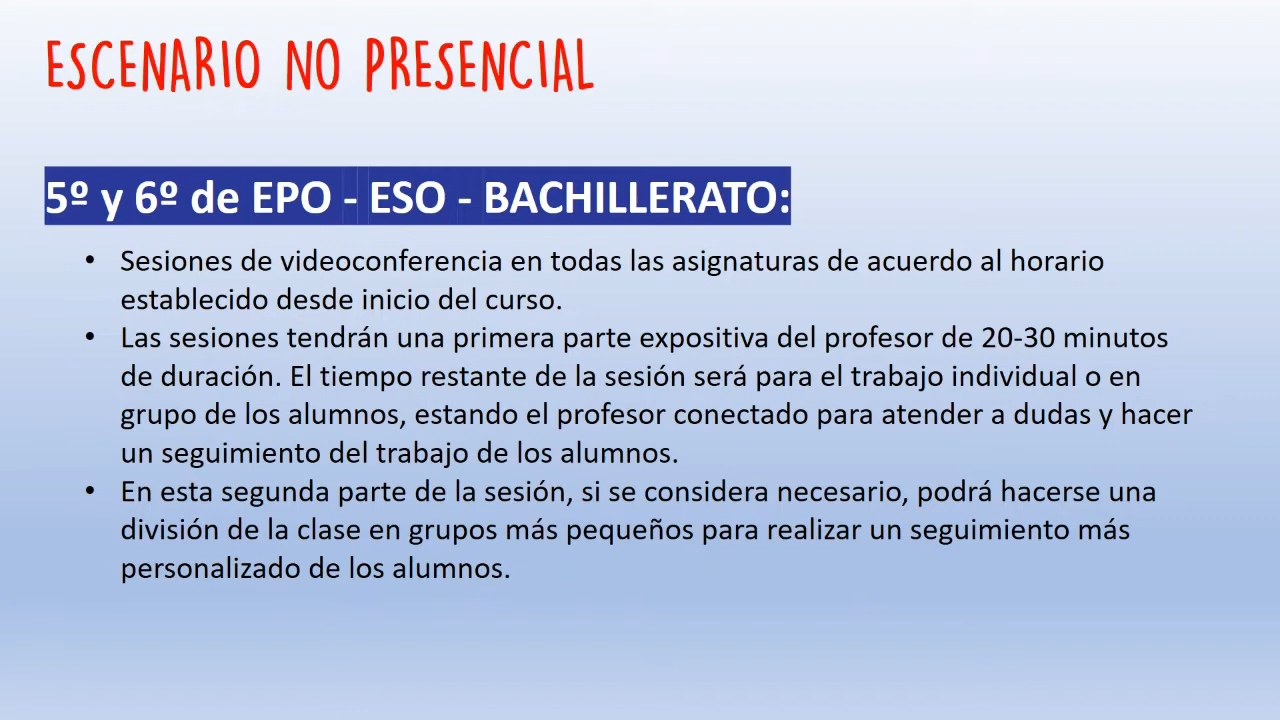 ESCENARIO NO PRESENCIAL
5º y 6º de EPO - ESO - BACHILLERATO:
• Sesiones de videoconferencia en todas las asignaturas de acuerdo al horario
establecido desde inicio del curso.
• Las sesiones tendrán una primera parte expositiva del profesor de 20-30 minutos
de duración. El tiempo restante de la sesión será para el trabajo individual o en
grupo de los alumnos, estando el profesor conectado para atender a dudas y hacer
un seguimiento del trabajo de los alumnos.
• En esta segunda parte de la sesión, si se considera necesario, podrá hacerse una
división de la clase en grupos más pequeños para realizar un seguimiento más
personalizado de los alumnos.